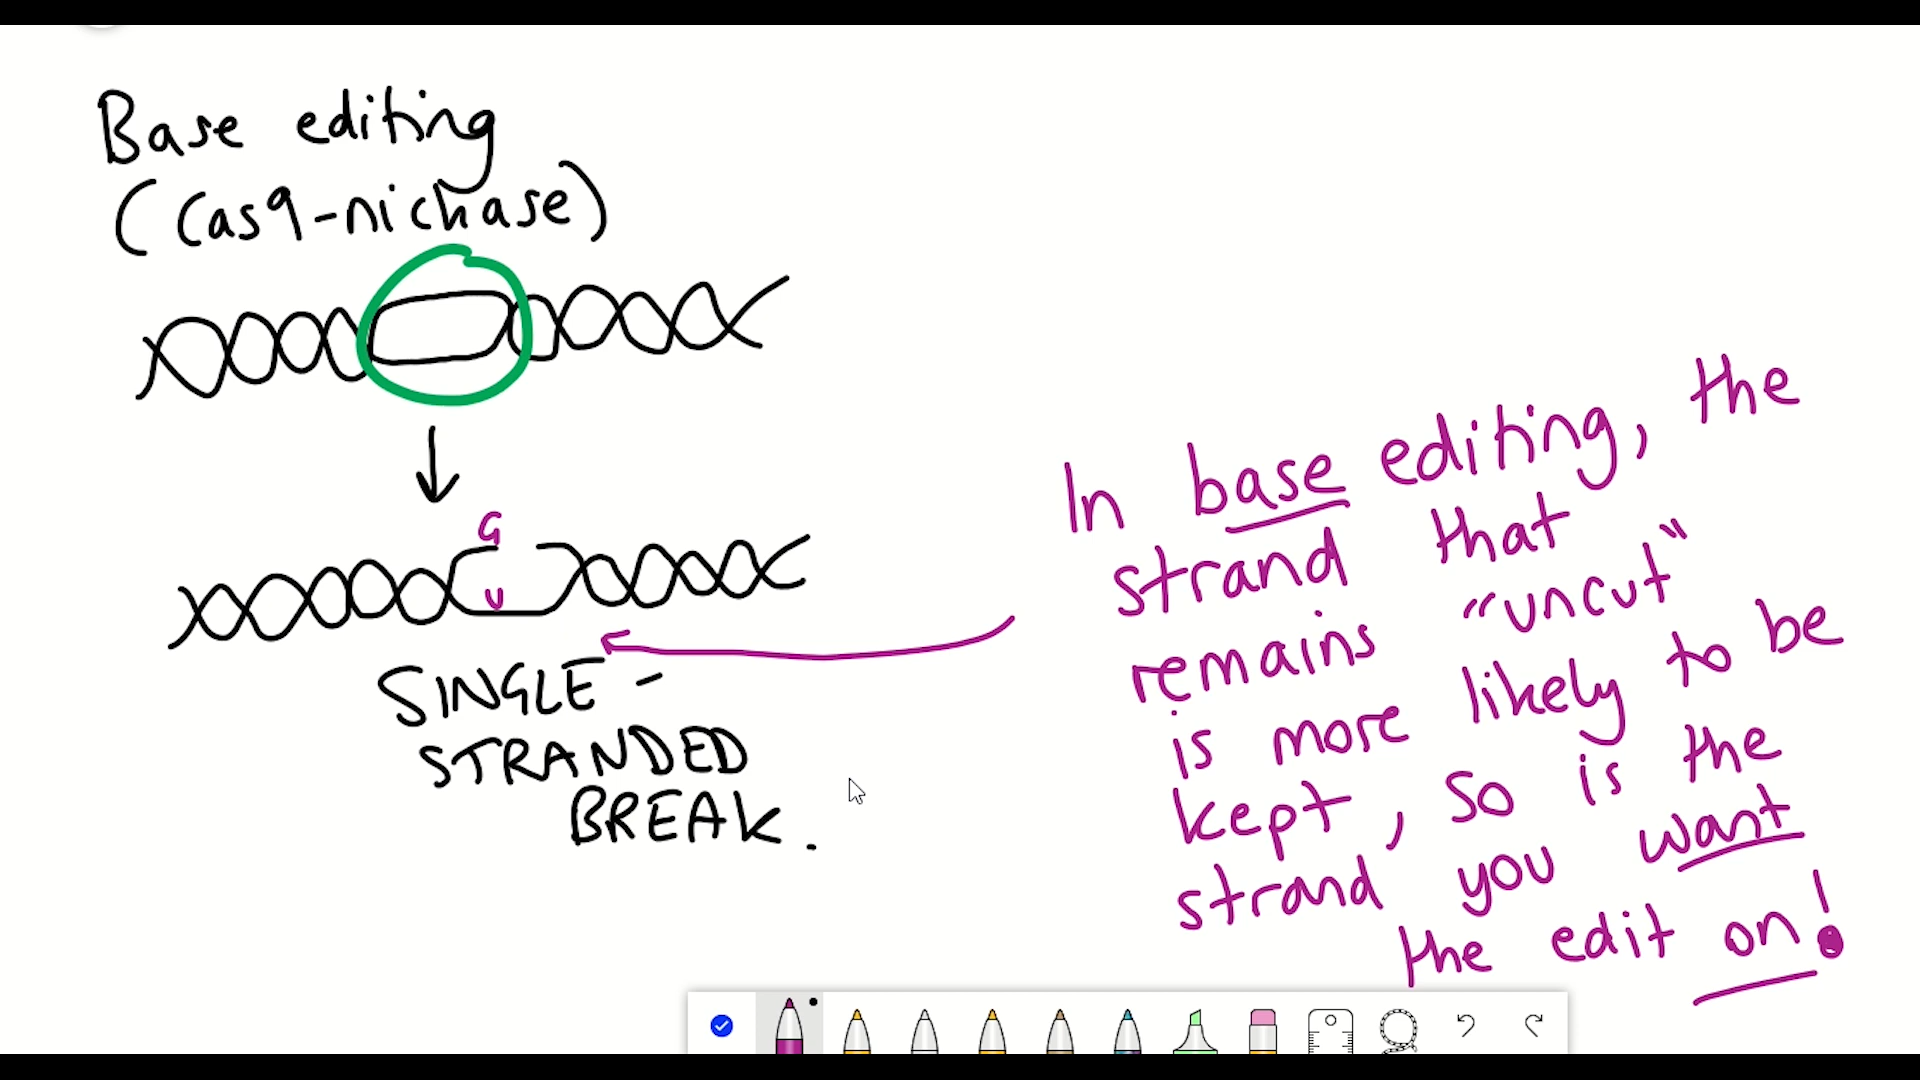 Base editing
(Cas9-nickase)
G
U
SINGLE-
STRANDED
BREAK.
In base editing, the
strand that
remains "uncut"
is more likely to be
kept, so is the
strand you want
the edit on!